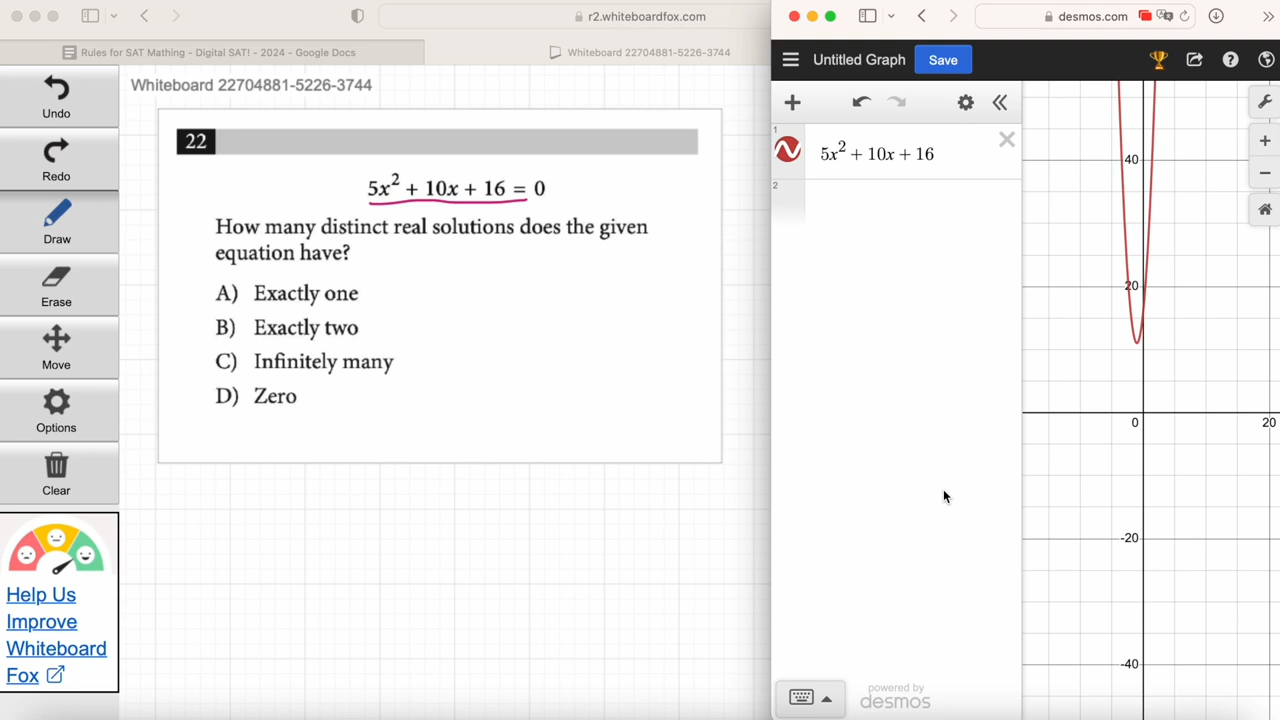 r2.whiteboardfox.com
Rules for SAT Mathing - Digital SAT! - 2024 - Google Docs
Whiteboard 22704881-5226-3744
Undo
Redo
Draw
Erase
Move
Options
Clear
Help Us
Improve
Whiteboard
Fox
Whiteboard 22704881-5226-3744
22
5x² + 10x + 16 = 0
How many distinct real solutions does the given
equation have?
A) Exactly one
B) Exactly two
C) Infinitely many
D) Zero
desmos.com
Untitled Graph
Save
1
5x² + 10x + 16
2
powered by
desmos
40
20
0
20
-20
-40